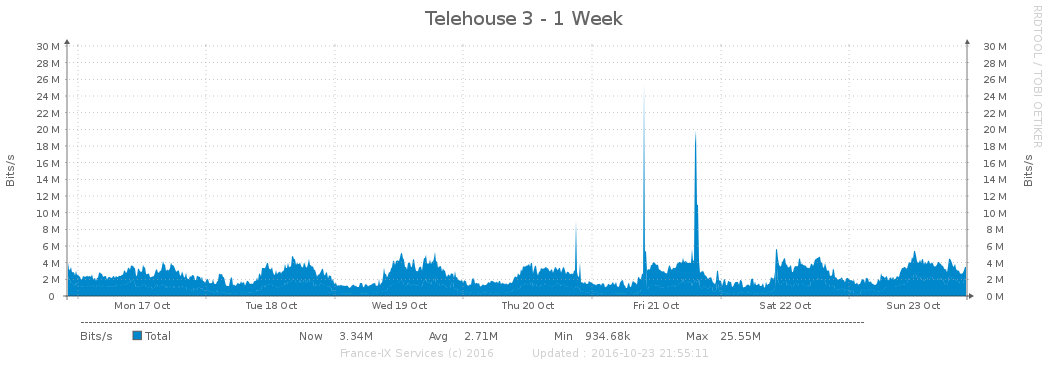 Telehouse 3 - 1 Week
RRDTOOL / TOBI OETIKER
Bits/s
Bits/s
30 M 30 M
28 M 28 M
26 M 26 M
24 M 24 M
22 M 22 M
20 M 20 M
18 M 18 M
16 M 16 M
14 M 14 M
12 M 12 M
10 M 10 M
8 M 8 M
6 M 6 M
4 M 4 M
2 M 2 M
0 0 M
Mon 17 Oct Tue 18 Oct Wed 19 Oct Thu 20 Oct Fri 21 Oct Sat 22 Oct Sun 23 Oct
Bits/s Total Now 3.34M Avg 2.71M Min 934.68k Max 25.55M
France-IX Services (c) 2016 Updated : 2016-10-23 21:55:11